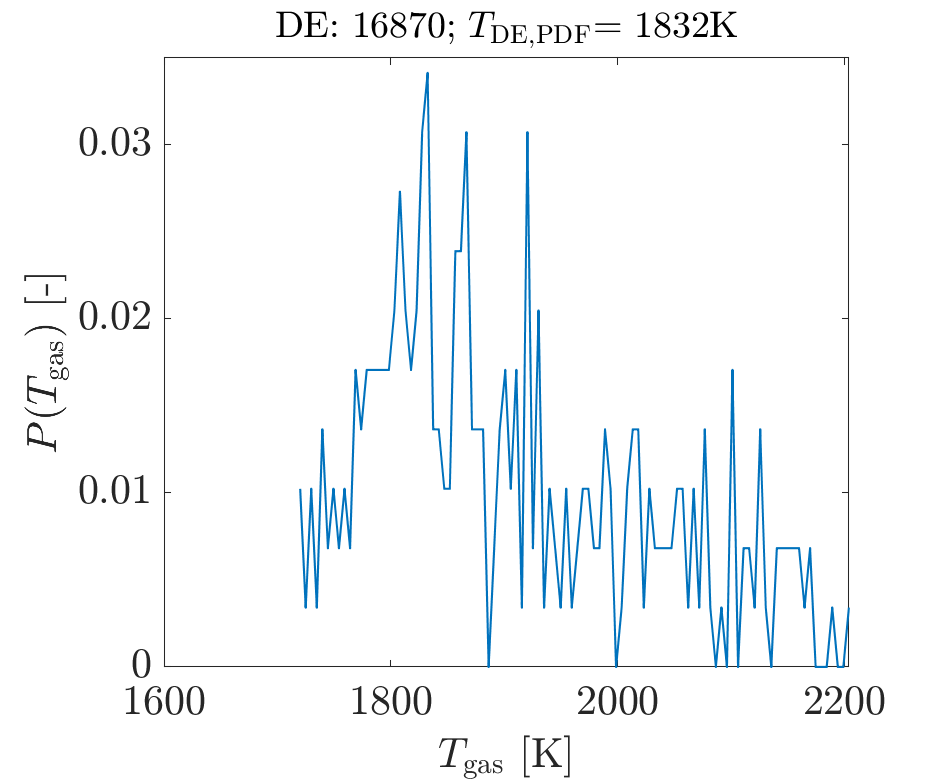 DE: 16870; T_DE,PDF= 1832K
0.03
0.02
0.01
0
P(T_gas) [-]
1600 1800 2000 2200
T_gas [K]